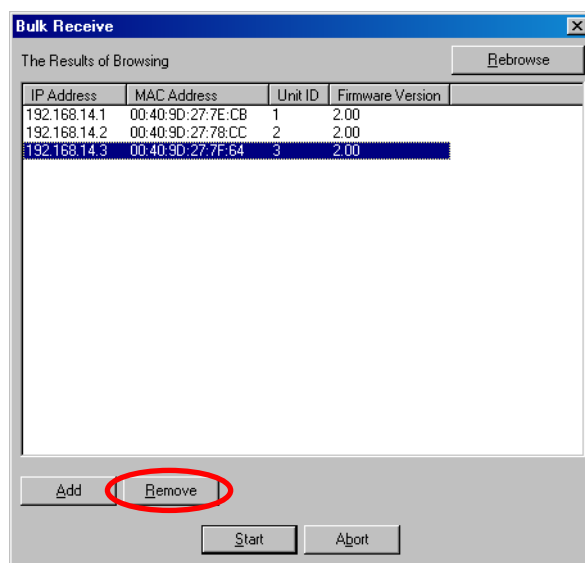 Bulk Receive
The Results of Browsing
Rebrowse
IP Address MAC Address Unit ID Firmware Version
192.168.14.1 00:40:9D:27:7E:CB 1 2.00
192.168.14.2 00:40:9D:27:78:CC 2 2.00
192.168.14.3 00:40:9D:27:7F:64 3 2.00
Add Remove
Start Abort